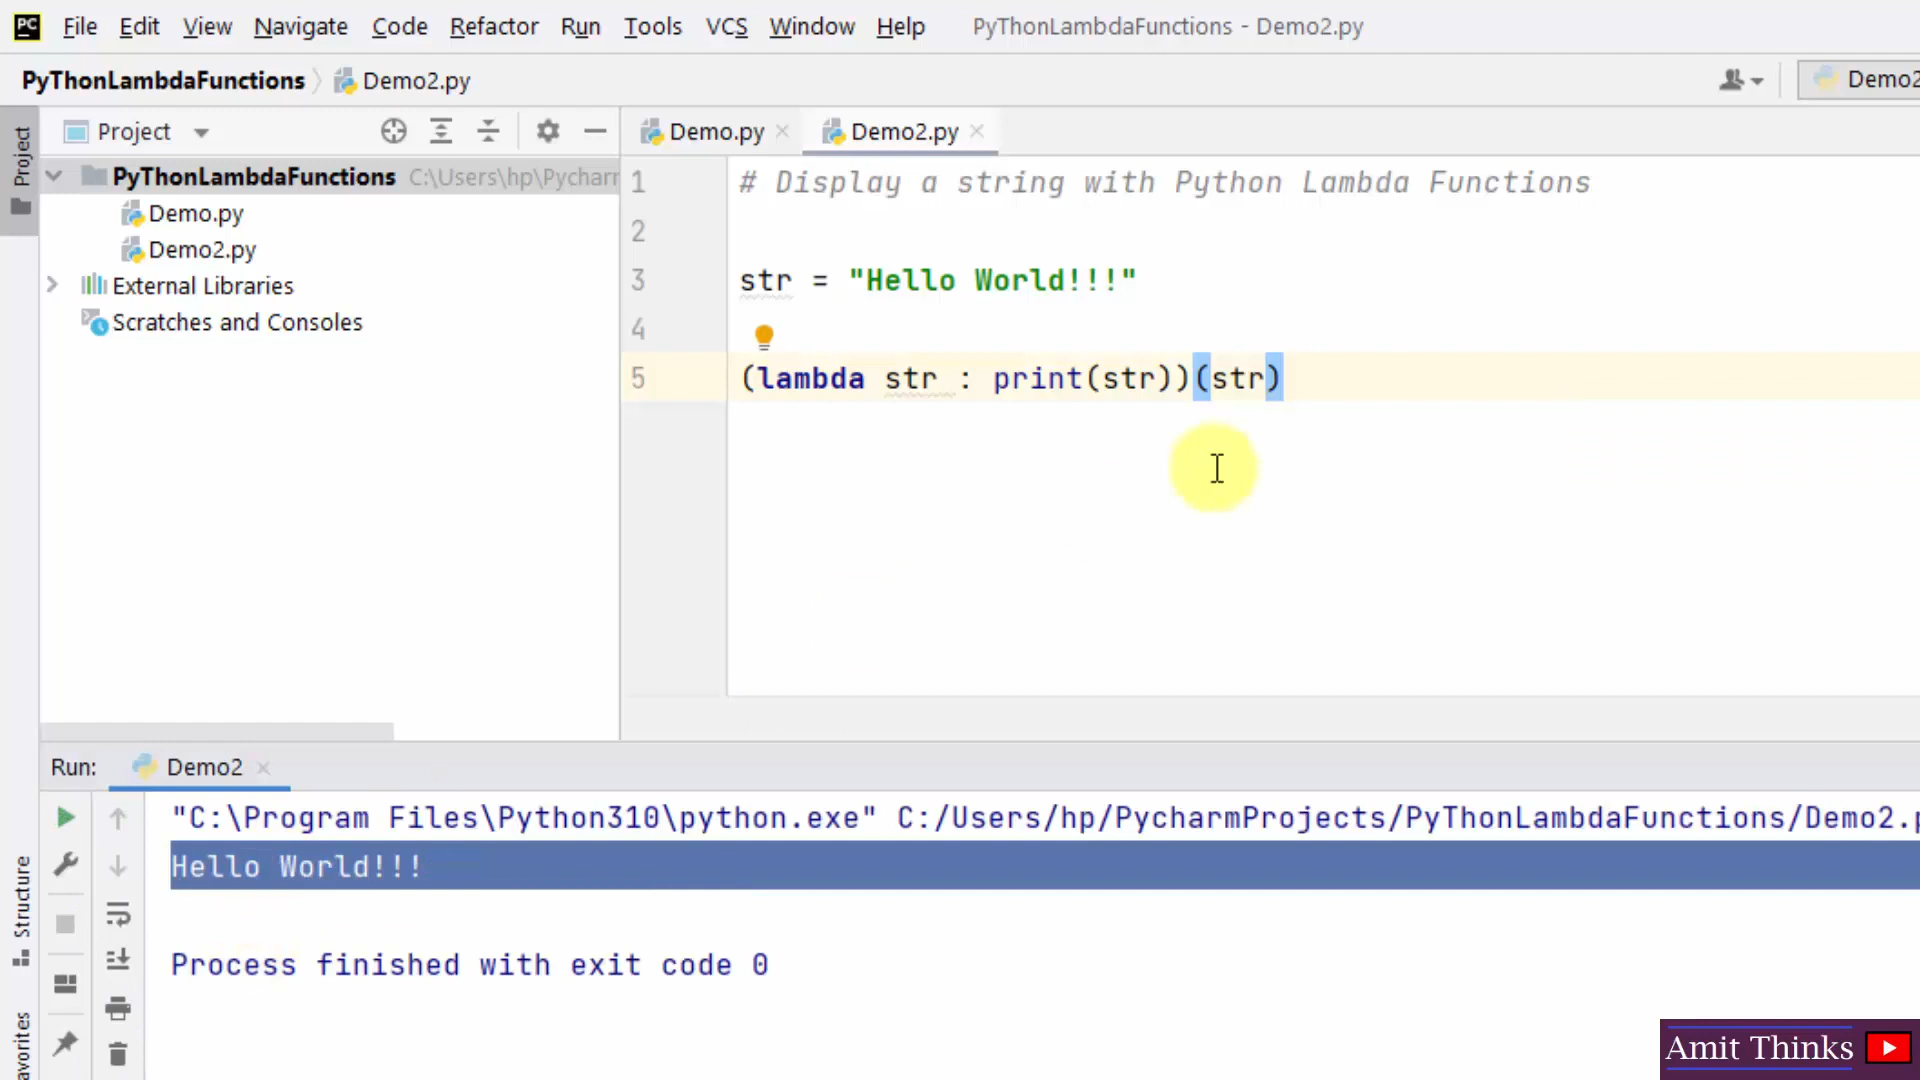 PC File Edit View Navigate Code Refactor Run Tools VCS Window Help PyThonLambdaFunctions - Demo2.py
PyThonLambdaFunctions Demo2.py Demo2
Project Project Demo.py Demo2.py
PyThonLambdaFunctions C:\Users\hp\Pycharm
Demo.py
Demo2.py
External Libraries
Scratches and Consoles
1 # Display a string with Python Lambda Functions
2
3 str = "Hello World!!!"
4
5 (lambda str : print(str))(str)
Run: Demo2
"C:\Program Files\Python310\python.exe" C:/Users/hp/PycharmProjects/PyThonLambdaFunctions/Demo2.p
Hello World!!!
Process finished with exit code 0
Structure
avorites
Amit Thinks